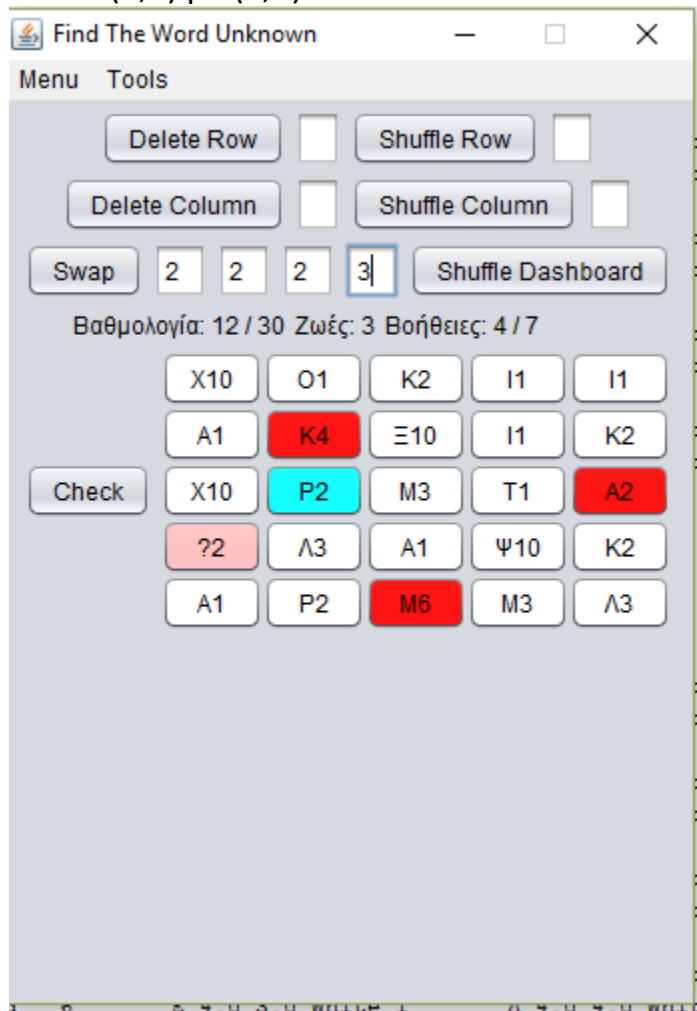 Find The Word Unknown
Menu Tools
Delete Row Shuffle Row
Delete Column Shuffle Column
Swap 2 2 2 3 Shuffle Dashboard
Βαθμολογία: 12 / 30 Ζωές: 3 Βοήθειες: 4 / 7
Χ10 Ο1 Κ2 Ι1 Ι1
Α1 Κ4 Ξ10 Ι1 Κ2
Check Χ10 Ρ2 Μ3 Τ1 Α2
?2 Λ3 Α1 Ψ10 Κ2
Α1 Ρ2 Μ6 Μ3 Λ3